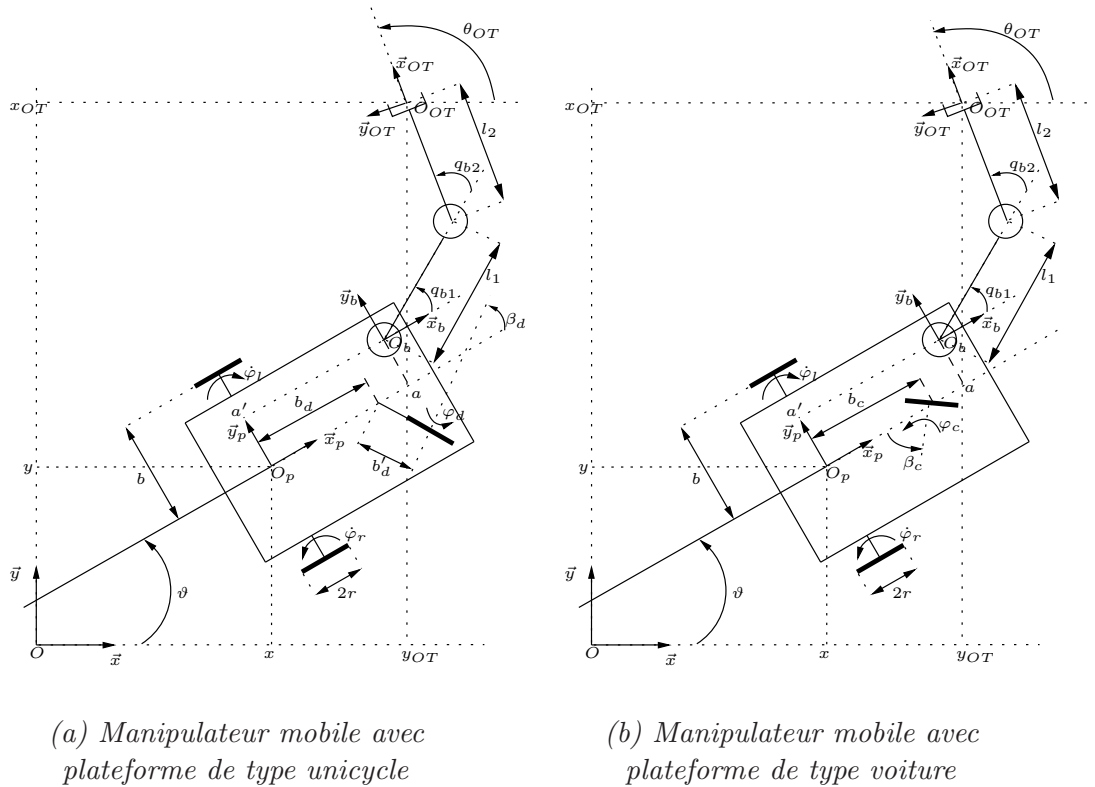 θ_OT
θ_OT
x⃗_OT
x⃗_OT
x_OT
O_OT
x_OT
O_OT
y⃗_OT
l_2
y⃗_OT
l_2
q_b2
q_b2
l_1
l_1
q_b1
q_b1
y⃗_b
x⃗_b
β_d
y⃗_b
x⃗_b
O_b
O_b
φ̇_l
φ̇_l
b_d
a
b_c
a
a′
φ̇_d
a′
φ̇_c
y⃗_p
x⃗_p
y⃗_p
x⃗_p
y
O_p
b′_d
y
O_p
β_c
b
b
φ̇_r
φ̇_r
y⃗
ϑ
2r
y⃗
ϑ
2r
O
x⃗
x
y_OT
O
x⃗
x
y_OT
(a) Manipulateur mobile avec
plateforme de type unicycle
(b) Manipulateur mobile avec
plateforme de type voiture